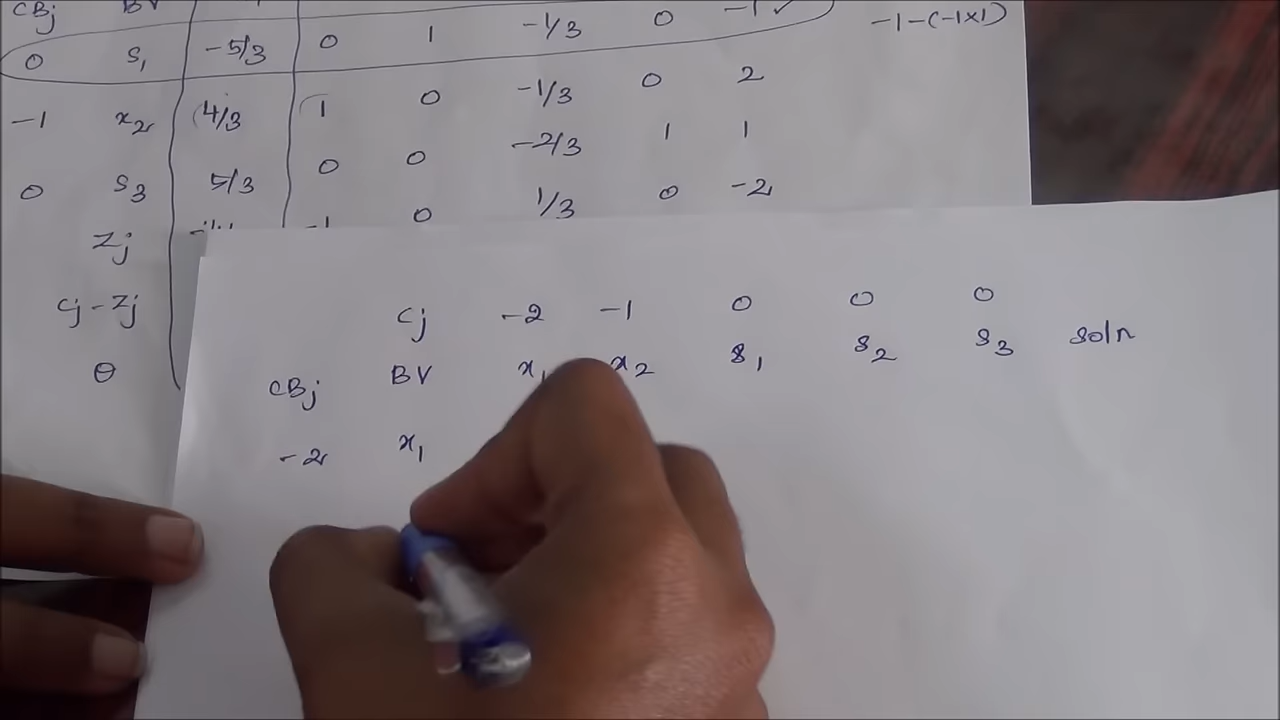 CBj BV
0 S1 -5/3 0 1 -1/3 0 -1 ✓ -1-(-1×1)
-1 x2 4/3 1 0 -1/3 0 2
0 S3 5/3 0 0 -2/3 1 1
Zj -1 0 1/3 0 -2
Cj - Zj
θ
Cj -2 -1 0 0 0
CBj BV x1 x2 S1 S2 S3 soln
-2 x1